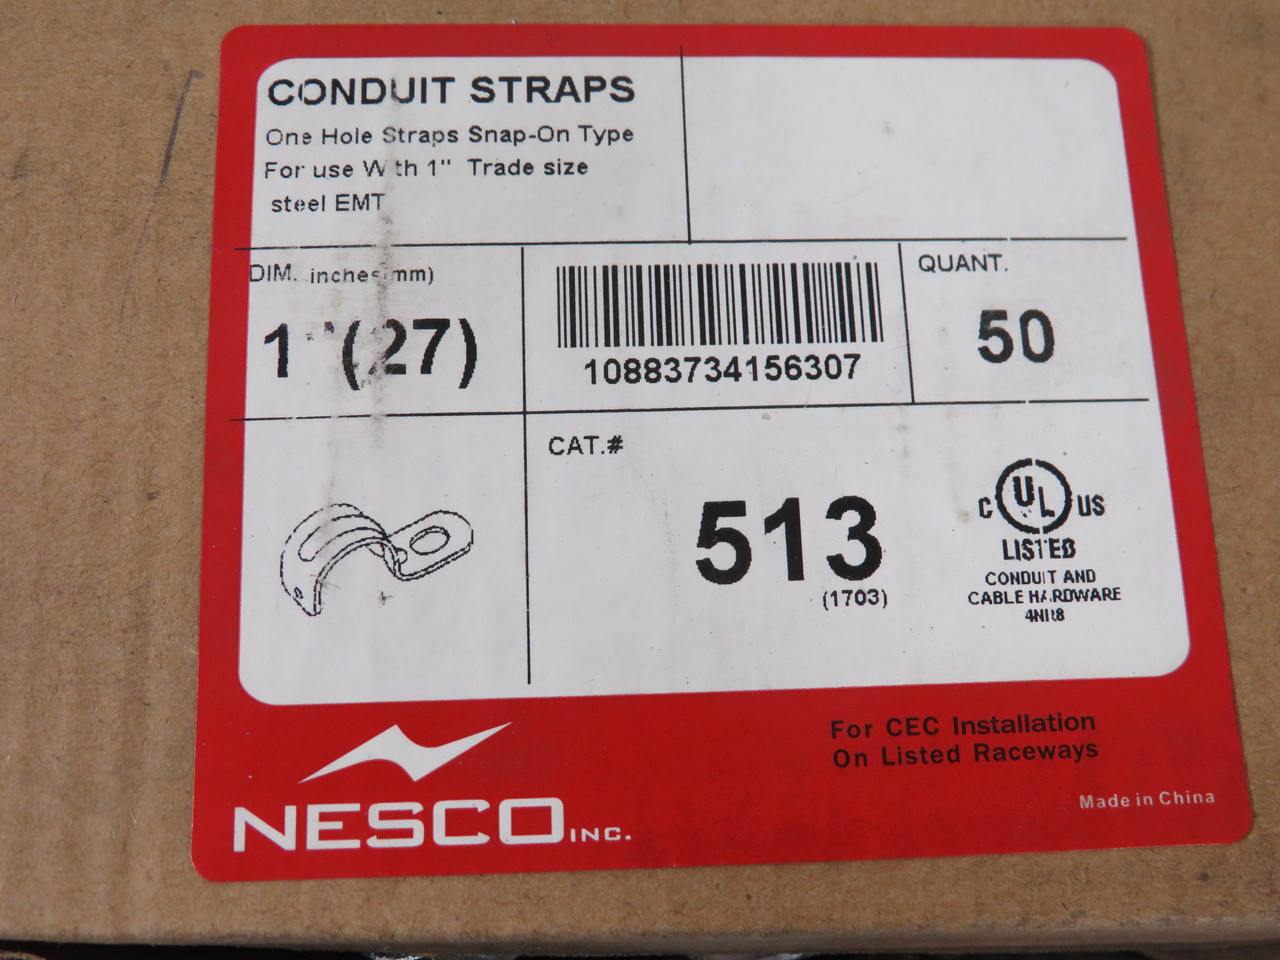 CONDUIT STRAPS
One Hole Straps Snap-On Type
For use With 1" Trade size
steel EMT
DIM. inches(mm)
1"(27)
10883734156307
QUANT.
50
CAT.#
513
(1703)
C UL US
LISTED
CONDUIT AND
CABLE HARDWARE
NESCO INC.
For CEC Installation
On Listed Raceways
Made in China